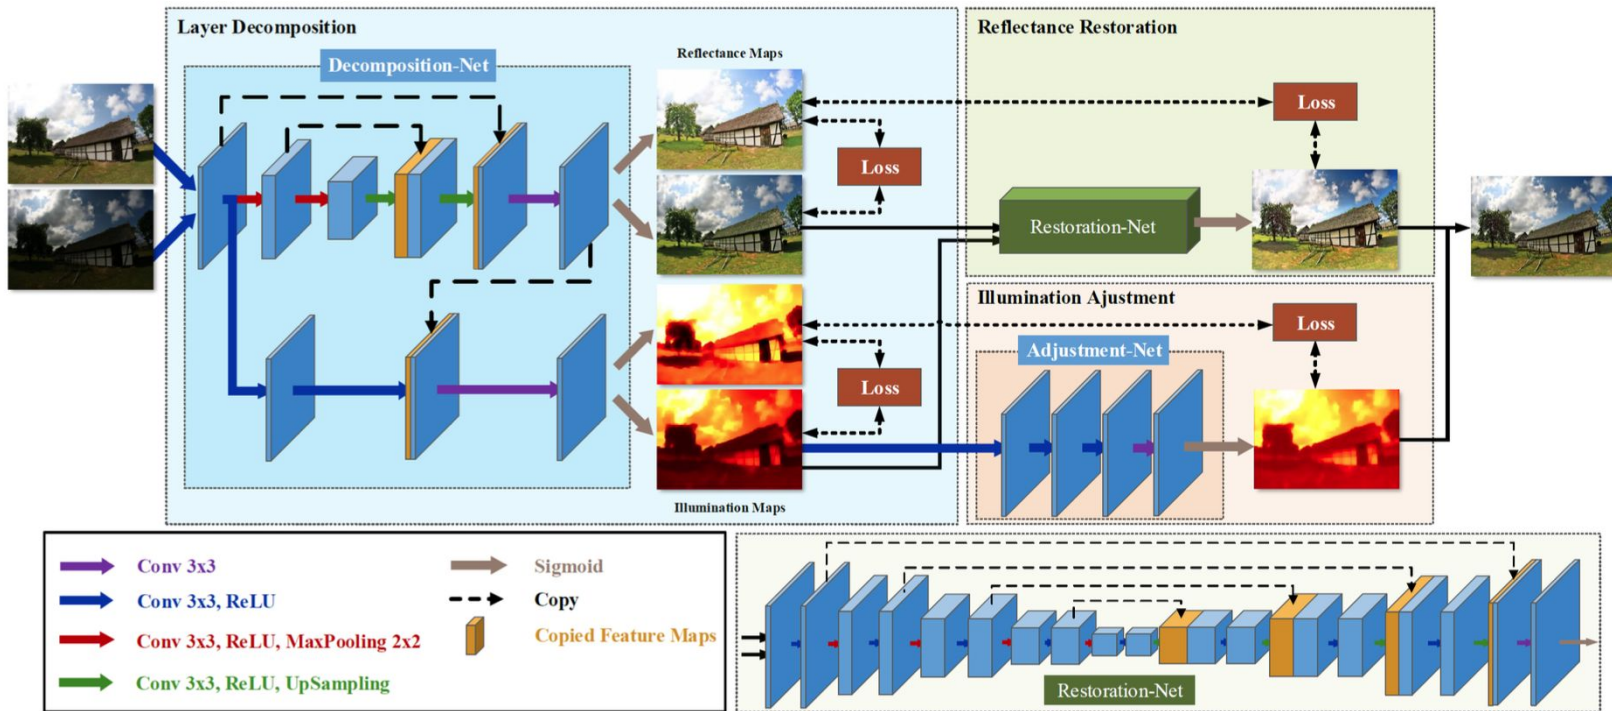 Layer Decomposition
Decomposition-Net
Reflectance Maps
Loss
Loss
Illumination Maps
Reflectance Restoration
Loss
Restoration-Net
Illumination Ajustment
Loss
Adjustment-Net
Conv 3x3
Conv 3x3, ReLU
Conv 3x3, ReLU, MaxPooling 2x2
Conv 3x3, ReLU, UpSampling
Sigmoid
Copy
Copied Feature Maps
Restoration-Net